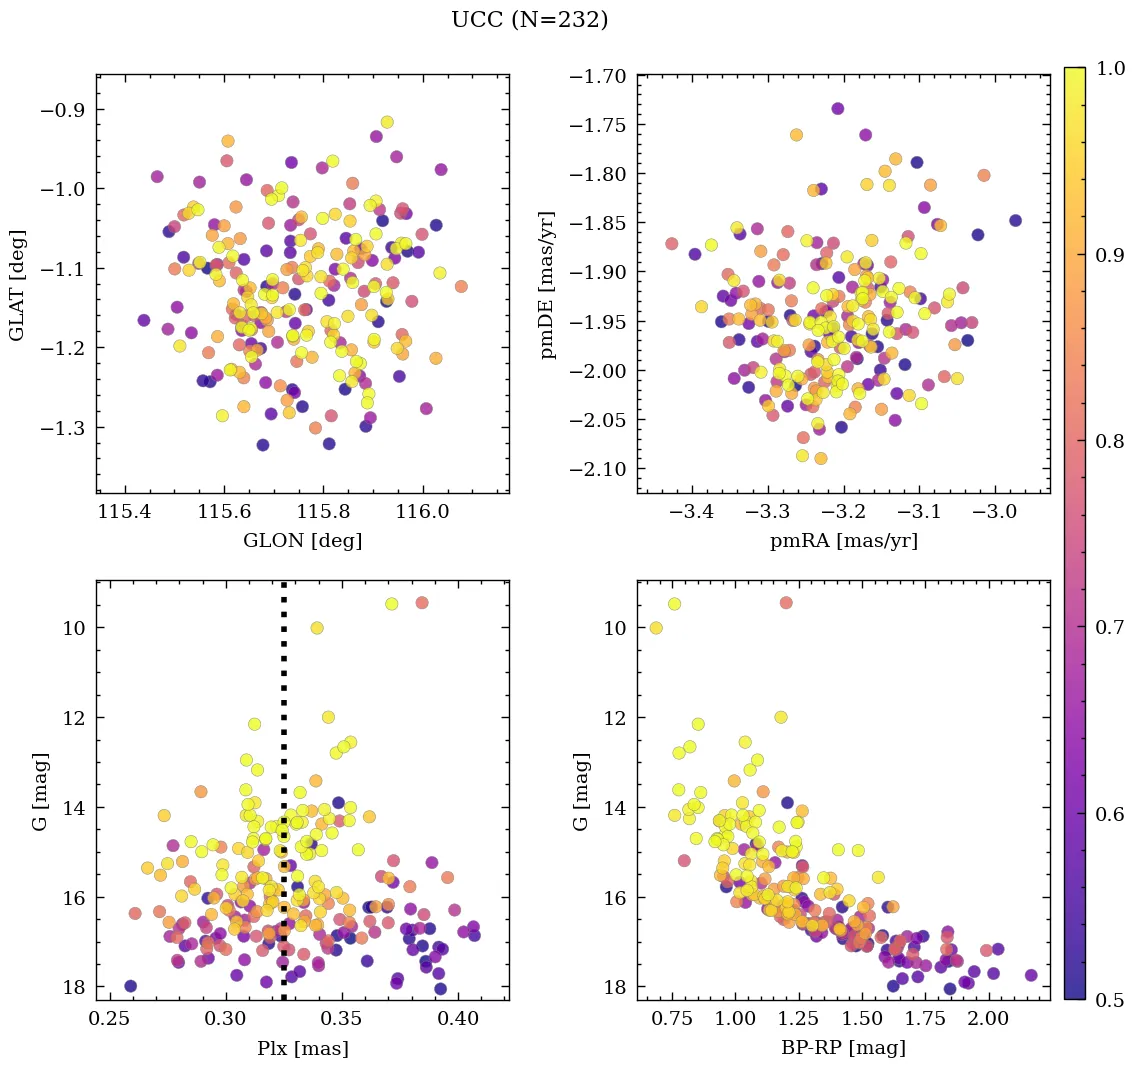 UCC (N=232)
−0.9
−1.0
−1.1
−1.2
−1.3
GLAT [deg]
115.4 115.6 115.8 116.0
GLON [deg]
−1.70
−1.75
−1.80
−1.85
−1.90
−1.95
−2.00
−2.05
−2.10
pmDE [mas/yr]
−3.4 −3.3 −3.2 −3.1 −3.0
pmRA [mas/yr]
10
12
14
16
18
G [mag]
0.25 0.30 0.35 0.40
Plx [mas]
10
12
14
16
18
G [mag]
0.75 1.00 1.25 1.50 1.75 2.00
BP-RP [mag]
1.0
0.9
0.8
0.7
0.6
0.5